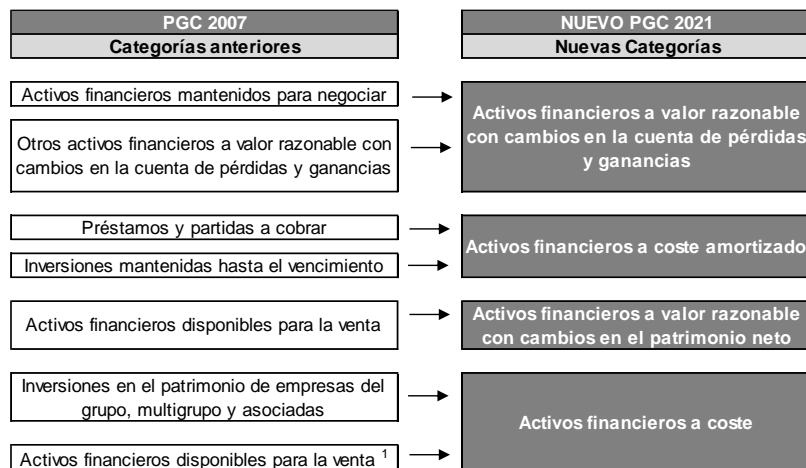 PGC 2007
Categorías anteriores
NUEVO PGC 2021
Nuevas Categorías
Activos financieros mantenidos para negociar
Otros activos financieros a valor razonable con
cambios en la cuenta de pérdidas y ganancias
Activos financieros a valor razonable
con cambios en la cuenta de pérdidas
y ganancias
Préstamos y partidas a cobrar
Inversiones mantenidas hasta el vencimiento
Activos financieros a coste amortizado
Activos financieros disponibles para la venta
Activos financieros a valor razonable
con cambios en el patrimonio neto
Inversiones en el patrimonio de empresas del
grupo, multigrupo y asociadas
Activos financieros disponibles para la venta ¹
Activos financieros a coste